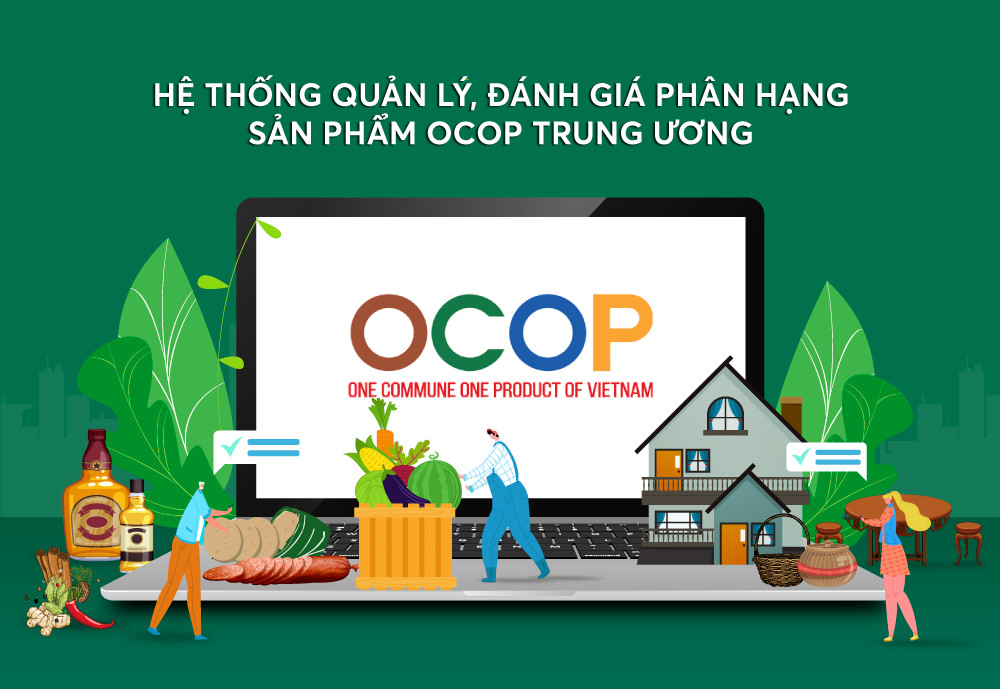 HỆ THỐNG QUẢN LÝ, ĐÁNH GIÁ PHÂN HẠNG
SẢN PHẨM OCOP TRUNG ƯƠNG
OCOP
ONE COMMUNE ONE PRODUCT OF VIETNAM